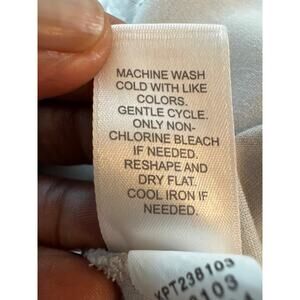 MACHINE WASH
COLD WITH LIKE
COLORS.
GENTLE CYCLE.
ONLY NON-
CHLORINE BLEACH
IF NEEDED.
RESHAPE AND
DRY FLAT.
COOL IRON IF
NEEDED.
XPT238103